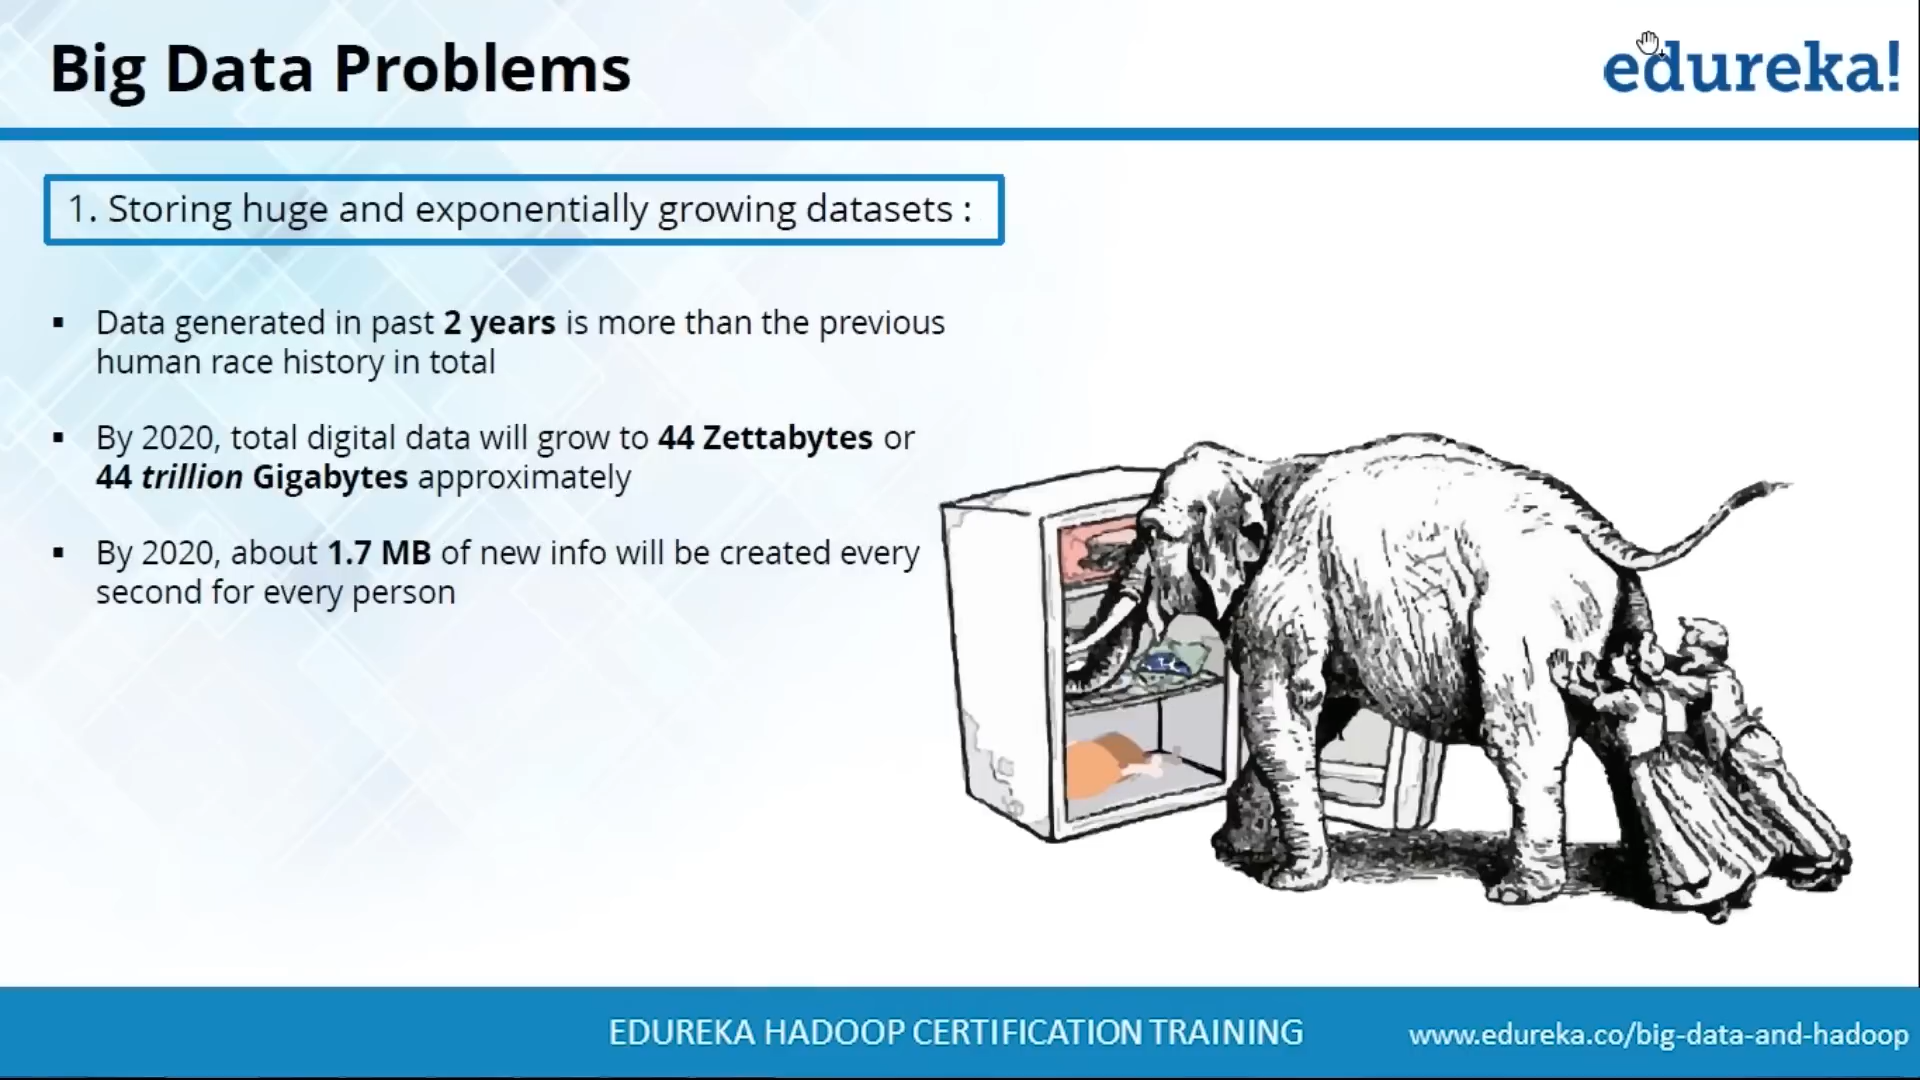 Big Data Problems
edureka!
1. Storing huge and exponentially growing datasets :
▪ Data generated in past 2 years is more than the previous
human race history in total
▪ By 2020, total digital data will grow to 44 Zettabytes or
44 trillion Gigabytes approximately
▪ By 2020, about 1.7 MB of new info will be created every
second for every person
EDUREKA HADOOP CERTIFICATION TRAINING
www.edureka.co/big-data-and-hadoop